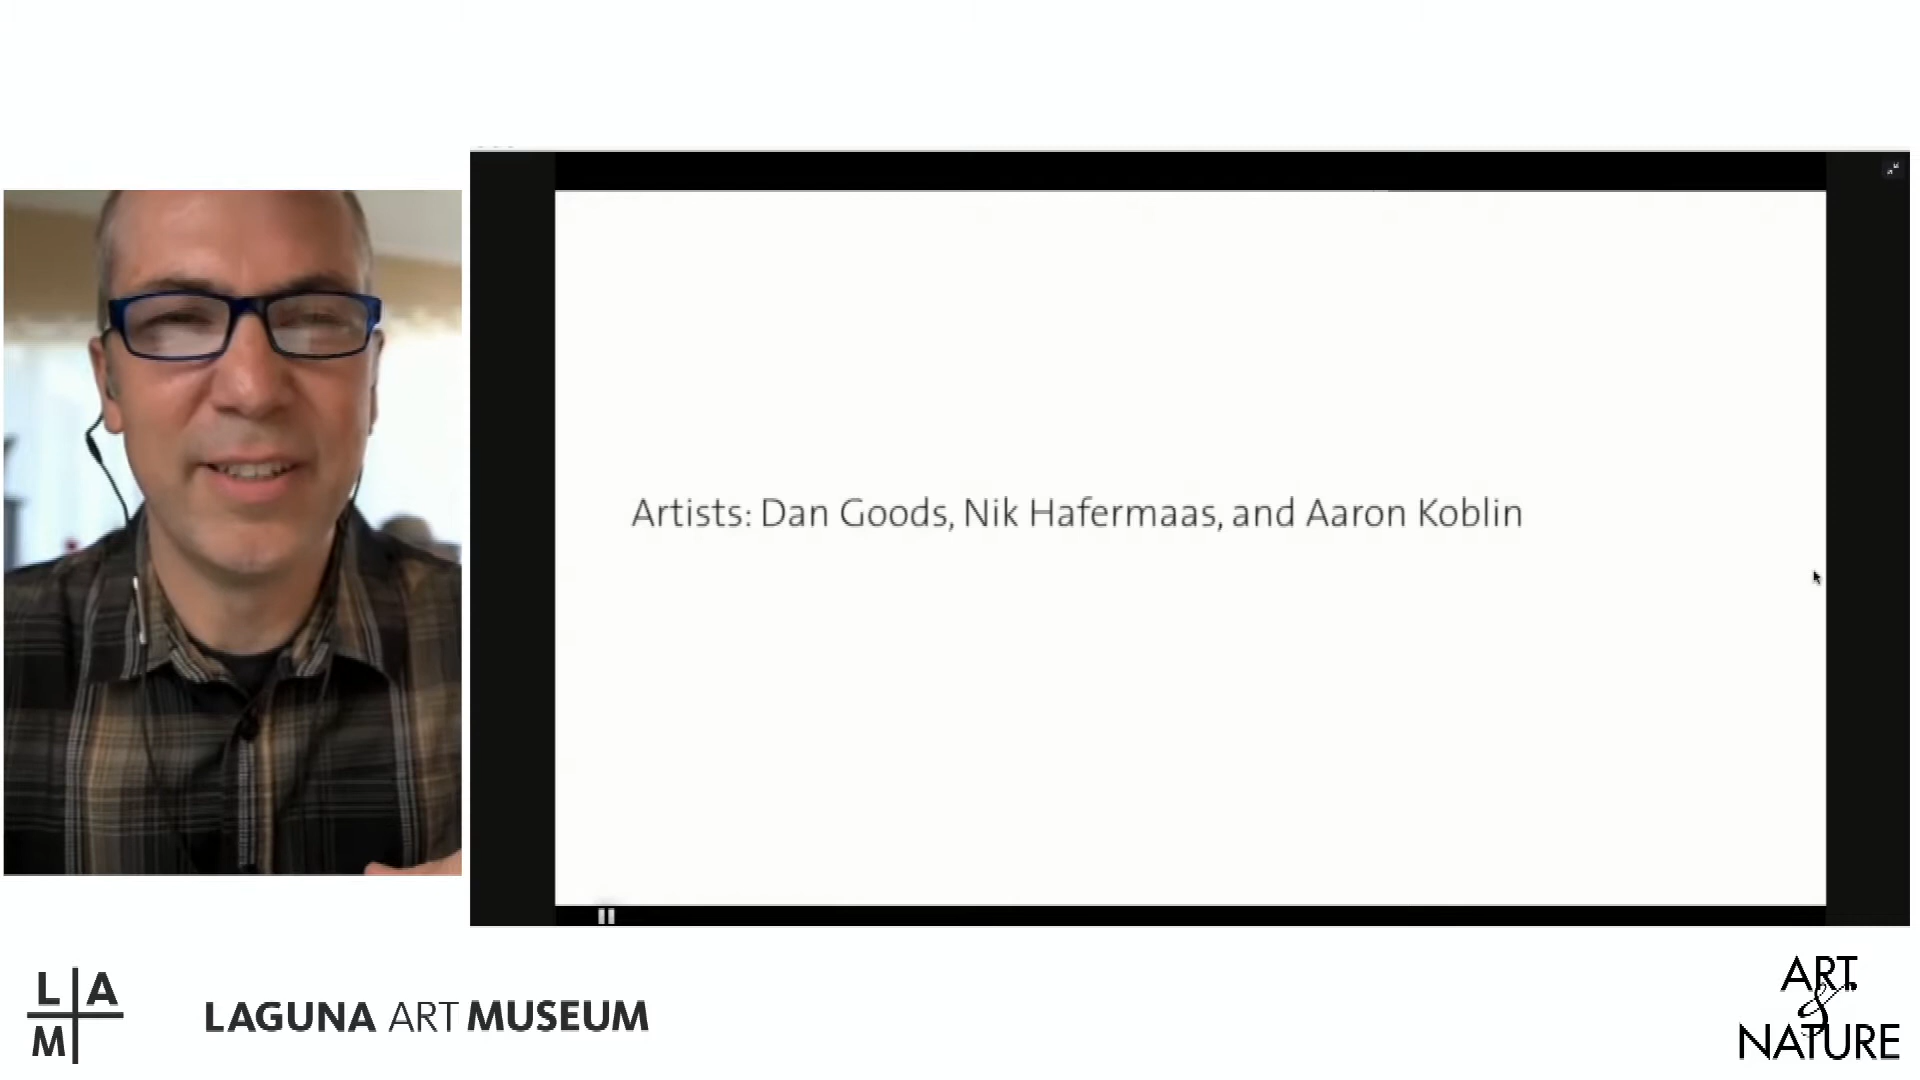 Artists: Dan Goods, Nik Hafermaas, and Aaron Koblin
L A
M
LAGUNA ART MUSEUM
ART
&
NATURE